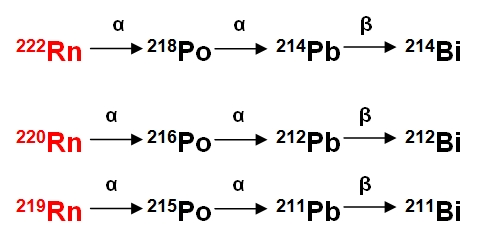 α α β
²²²Rn → ²¹⁸Po → ²¹⁴Pb → ²¹⁴Bi
α α β
²²⁰Rn → ²¹⁶Po → ²¹²Pb → ²¹²Bi
α α β
²¹⁹Rn → ²¹⁵Po → ²¹¹Pb → ²¹¹Bi